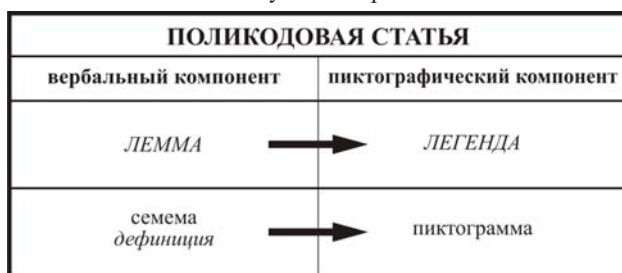 ПОЛИКОДОВАЯ СТАТЬЯ
вербальный компонент
пиктографический компонент
ЛЕММА
ЛЕГЕНДА
семема
дефиниция
пиктограмма